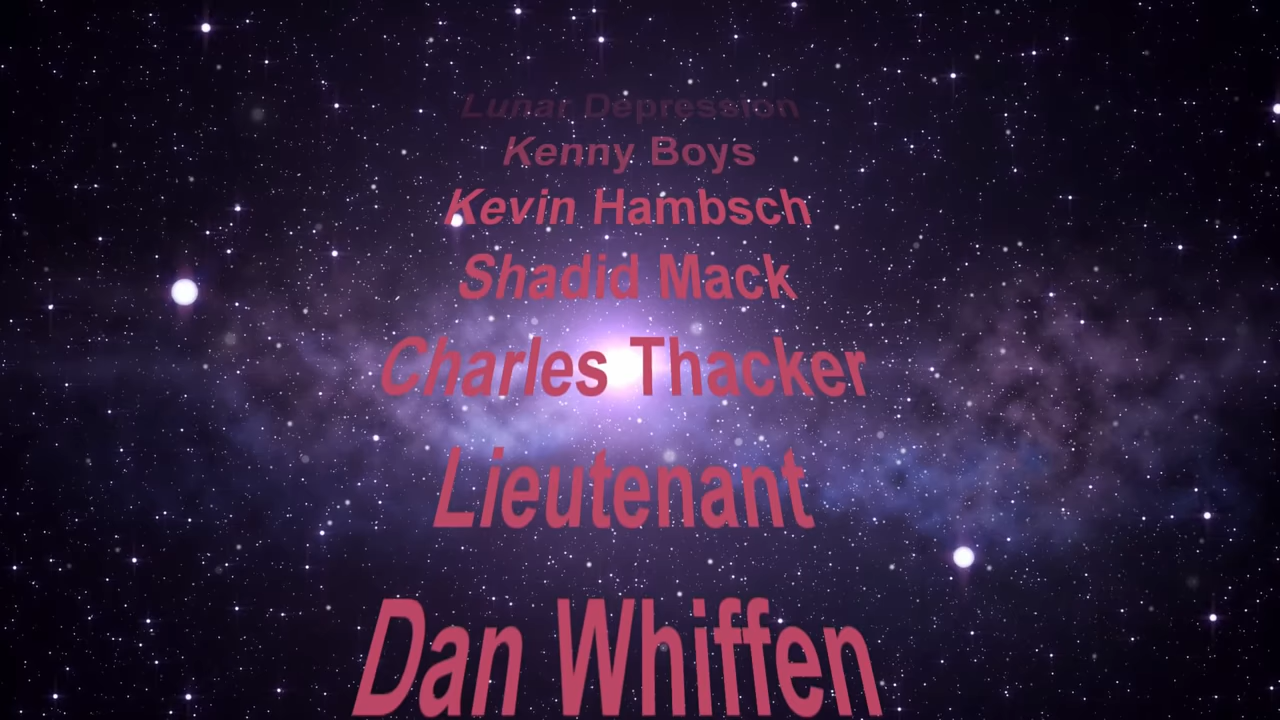 Lunar Depression
Kenny Boys
Kevin Hambsch
Shadid Mack
Charles Thacker
Lieutenant
Dan Whiffen